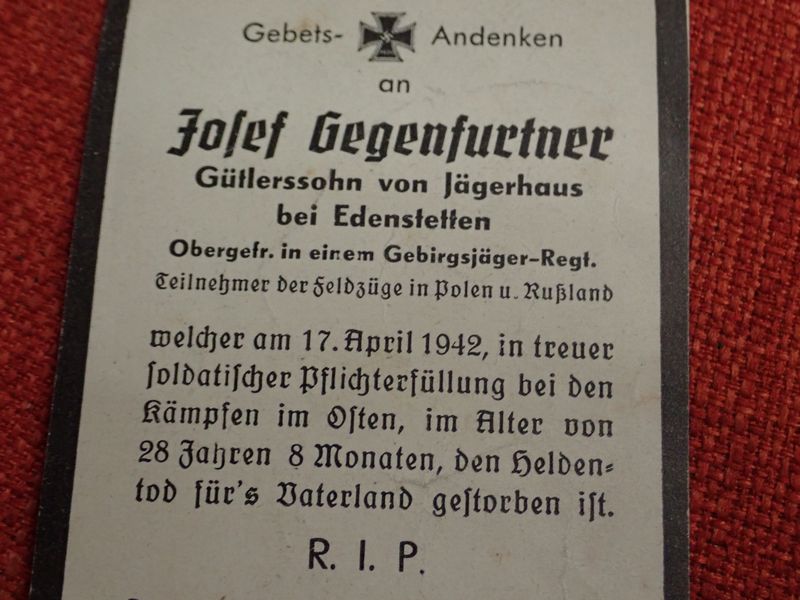 Gebets- Andenken
an
Josef Gegenfurtner
Gütlerssohn von Jägerhaus
bei Edenstetten
Obergefr. in einem Gebirgsjäger-Regt.
Teilnehmer der Feldzüge in Polen u. Rußland
welcher am 17. April 1942, in treuer
soldatischer Pflichterfüllung bei den
Kämpfen im Osten, im Alter von
28 Jahren 8 Monaten, den Helden-
tod für's Vaterland gestorben ist.
R. I. P.